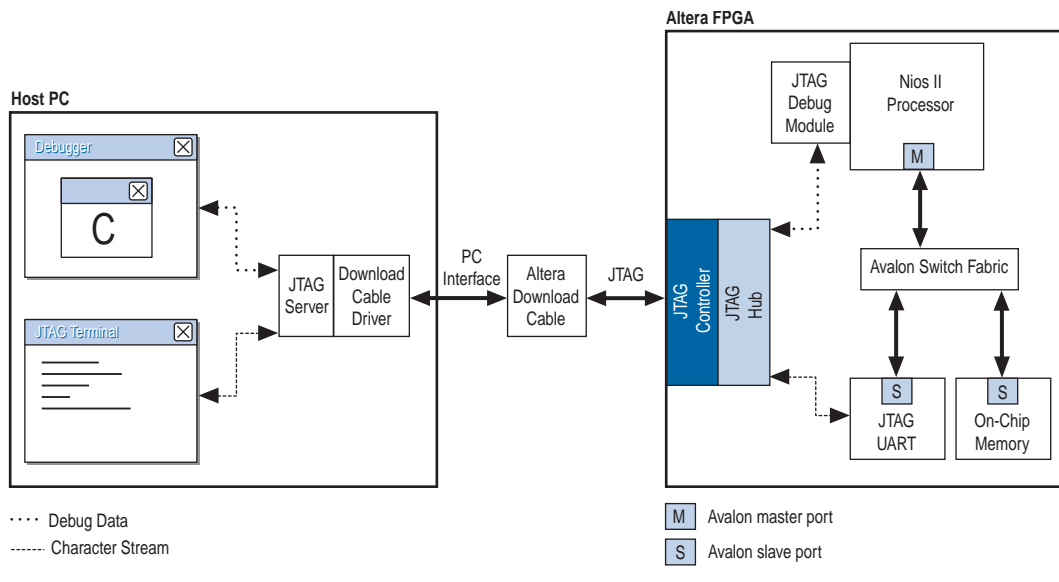 Altera FPGA
Host PC
Debugger
C
JTAG Terminal
JTAG
Server
Download
Cable
Driver
PC
Interface
Altera
Download
Cable
JTAG
JTAG
Controller
JTAG
Hub
JTAG
Debug
Module
Nios II
Processor
M
Avalon Switch Fabric
S
JTAG
UART
S
On-Chip
Memory
Debug Data
Character Stream
M Avalon master port
S Avalon slave port